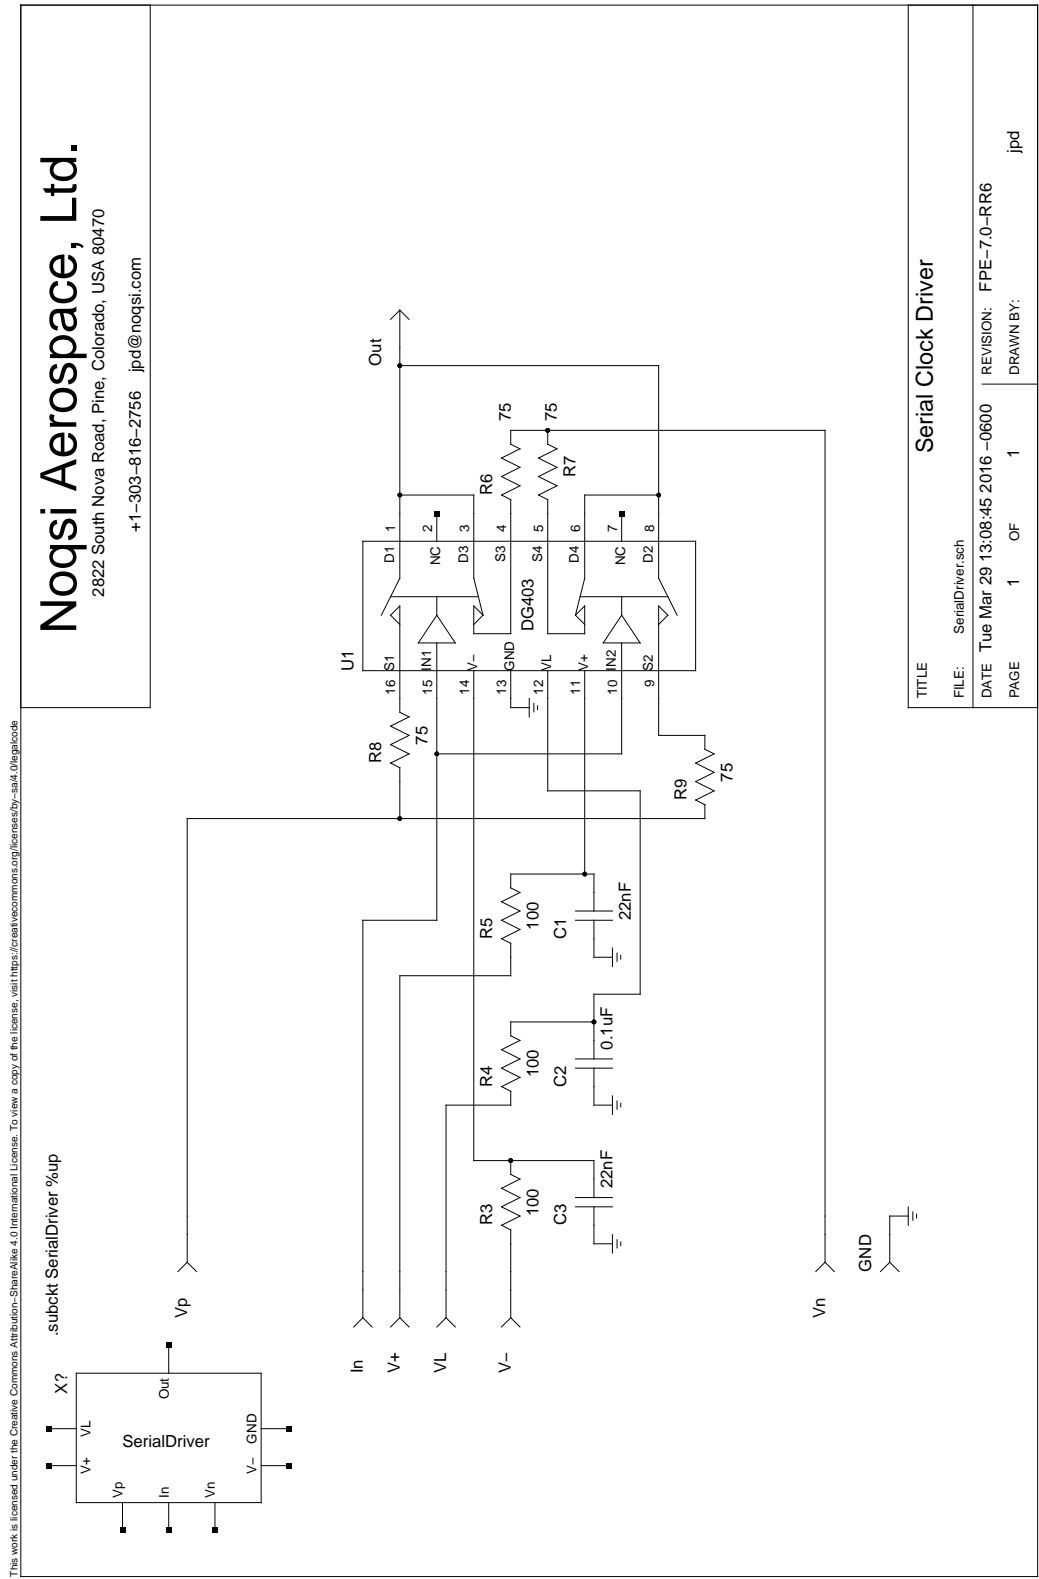 This work is licensed under the Creative Commons Attribution−ShareAlike 4.0 International License. To view a copy of the license, visit https://creativecommons.org/licenses/by−sa/4.0/legalcode
Noqsi Aerospace, Ltd.
2822 South Nova Road, Pine, Colorado, USA 80470
+1−303−816−2756 jpd@noqsi.com
.subckt SerialDriver %up
X?
SerialDriver
V+
VL
Vp
In
Vn
Out
V−
GND
Vp
In
V+
VL
V−
Vn
GND
R3
100
C3
22nF
R4
100
C2
0.1uF
R5
100
C1
22nF
R8
75
R9
75
U1
DG403
16
S1
15
IN1
14
V−
13
GND
12
VL
11
V+
10
IN2
9
S2
D1
1
NC
2
D3
3
S3
4
S4
5
D4
6
NC
7
D2
8
R6
75
R7
75
Out
TITLE
Serial Clock Driver
FILE: SerialDriver.sch
DATE Tue Mar 29 13:08:45 2016 −0600
REVISION: FPE−7.0−RR6
PAGE 1 OF 1
DRAWN BY: jpd